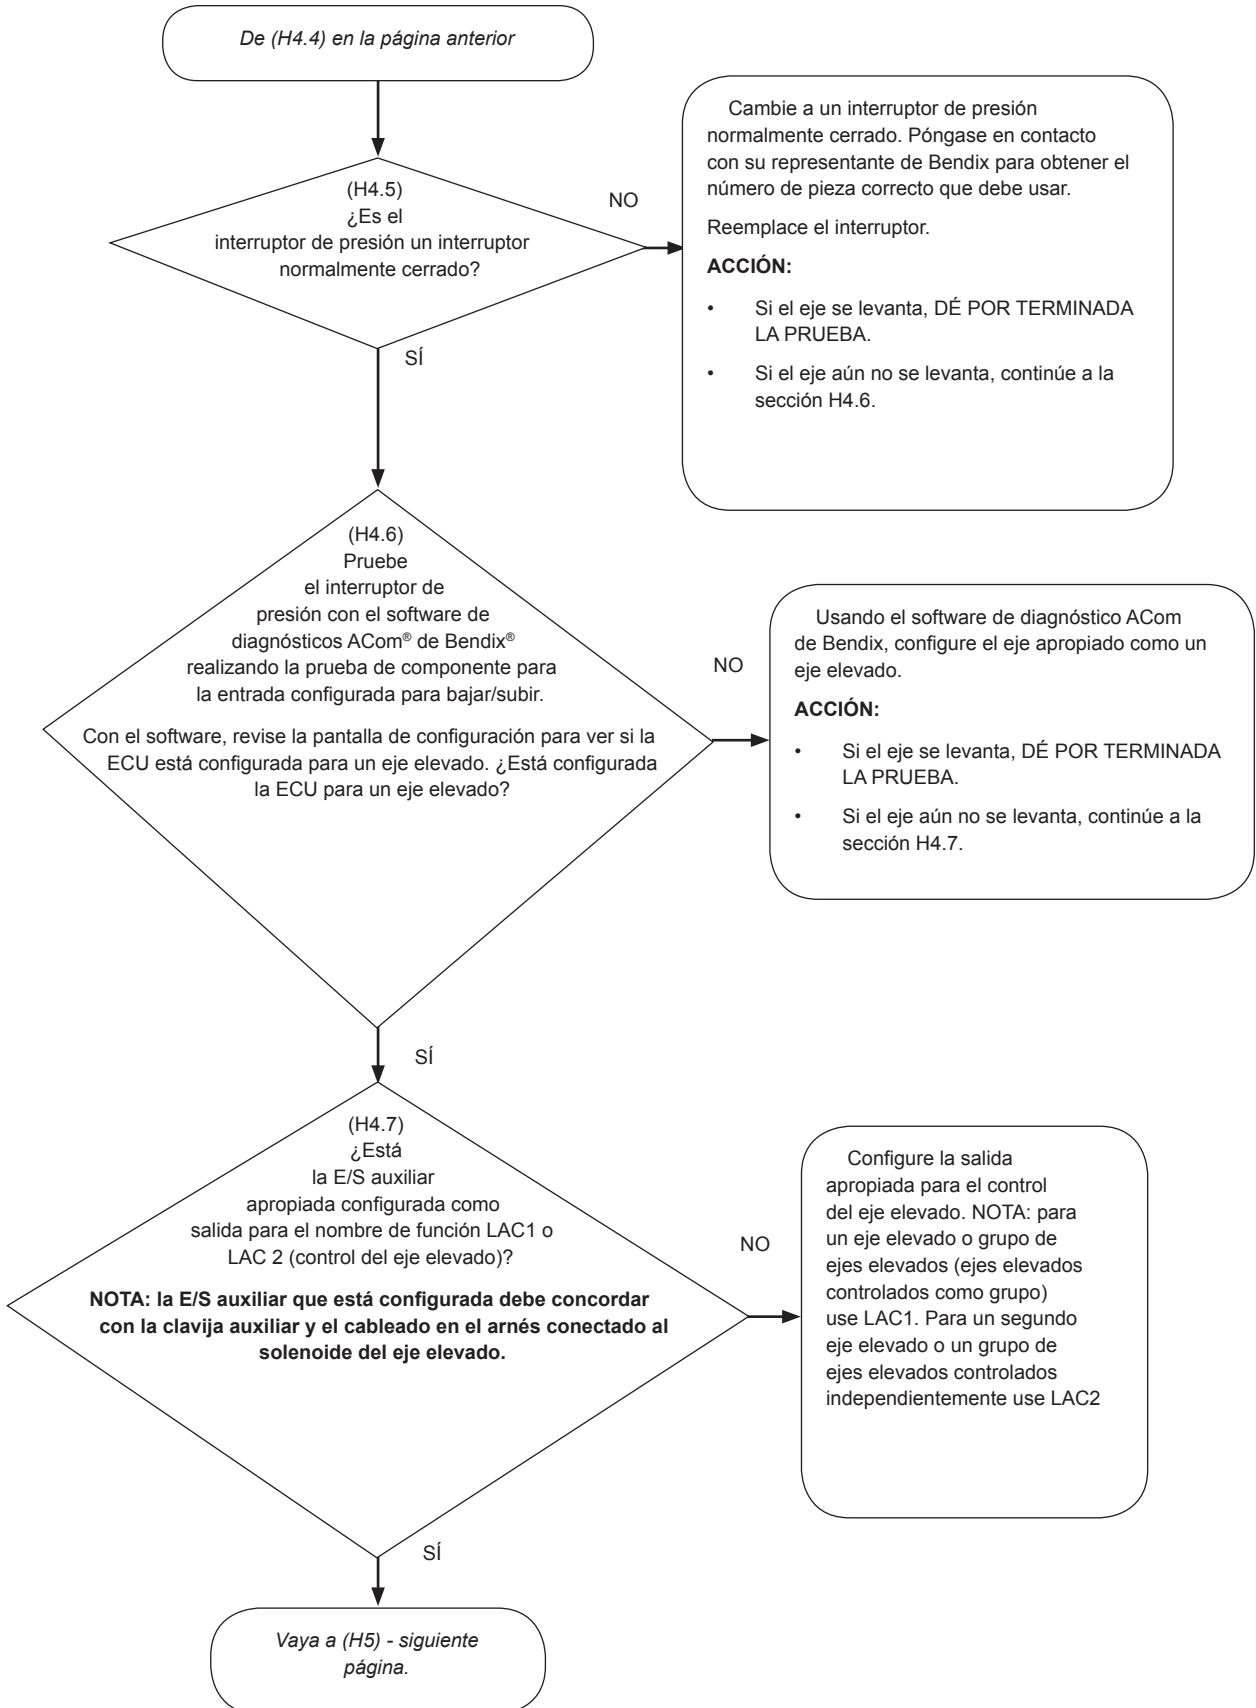 De (H4.4) en la página anterior
(H4.5)
¿Es el
interruptor de presión un interruptor
normalmente cerrado?
NO
SÍ
Cambie a un interruptor de presión
normalmente cerrado. Póngase en contacto
con su representante de Bendix para obtener el
número de pieza correcto que debe usar.
Reemplace el interruptor.
ACCIÓN:
• Si el eje se levanta, DÉ POR TERMINADA
LA PRUEBA.
• Si el eje aún no se levanta, continúe a la
sección H4.6.
(H4.6)
Pruebe
el interruptor de
presión con el software de
diagnósticos ACom® de Bendix®
realizando la prueba de componente para
la entrada configurada para bajar/subir.
Con el software, revise la pantalla de configuración para ver si la
ECU está configurada para un eje elevado. ¿Está configurada
la ECU para un eje elevado?
NO
SÍ
Usando el software de diagnóstico ACom
de Bendix, configure el eje apropiado como un
eje elevado.
ACCIÓN:
• Si el eje se levanta, DÉ POR TERMINADA
LA PRUEBA.
• Si el eje aún no se levanta, continúe a la
sección H4.7.
(H4.7)
¿Está
la E/S auxiliar
apropiada configurada como
salida para el nombre de función LAC1 o
LAC 2 (control del eje elevado)?
NOTA: la E/S auxiliar que está configurada debe concordar
con la clavija auxiliar y el cableado en el arnés conectado al
solenoide del eje elevado.
NO
SÍ
Configure la salida
apropiada para el control
del eje elevado. NOTA: para
un eje elevado o grupo de
ejes elevados (ejes elevados
controlados como grupo)
use LAC1. Para un segundo
eje elevado o un grupo de
ejes elevados controlados
independientemente use LAC2
Vaya a (H5) - siguiente
página.